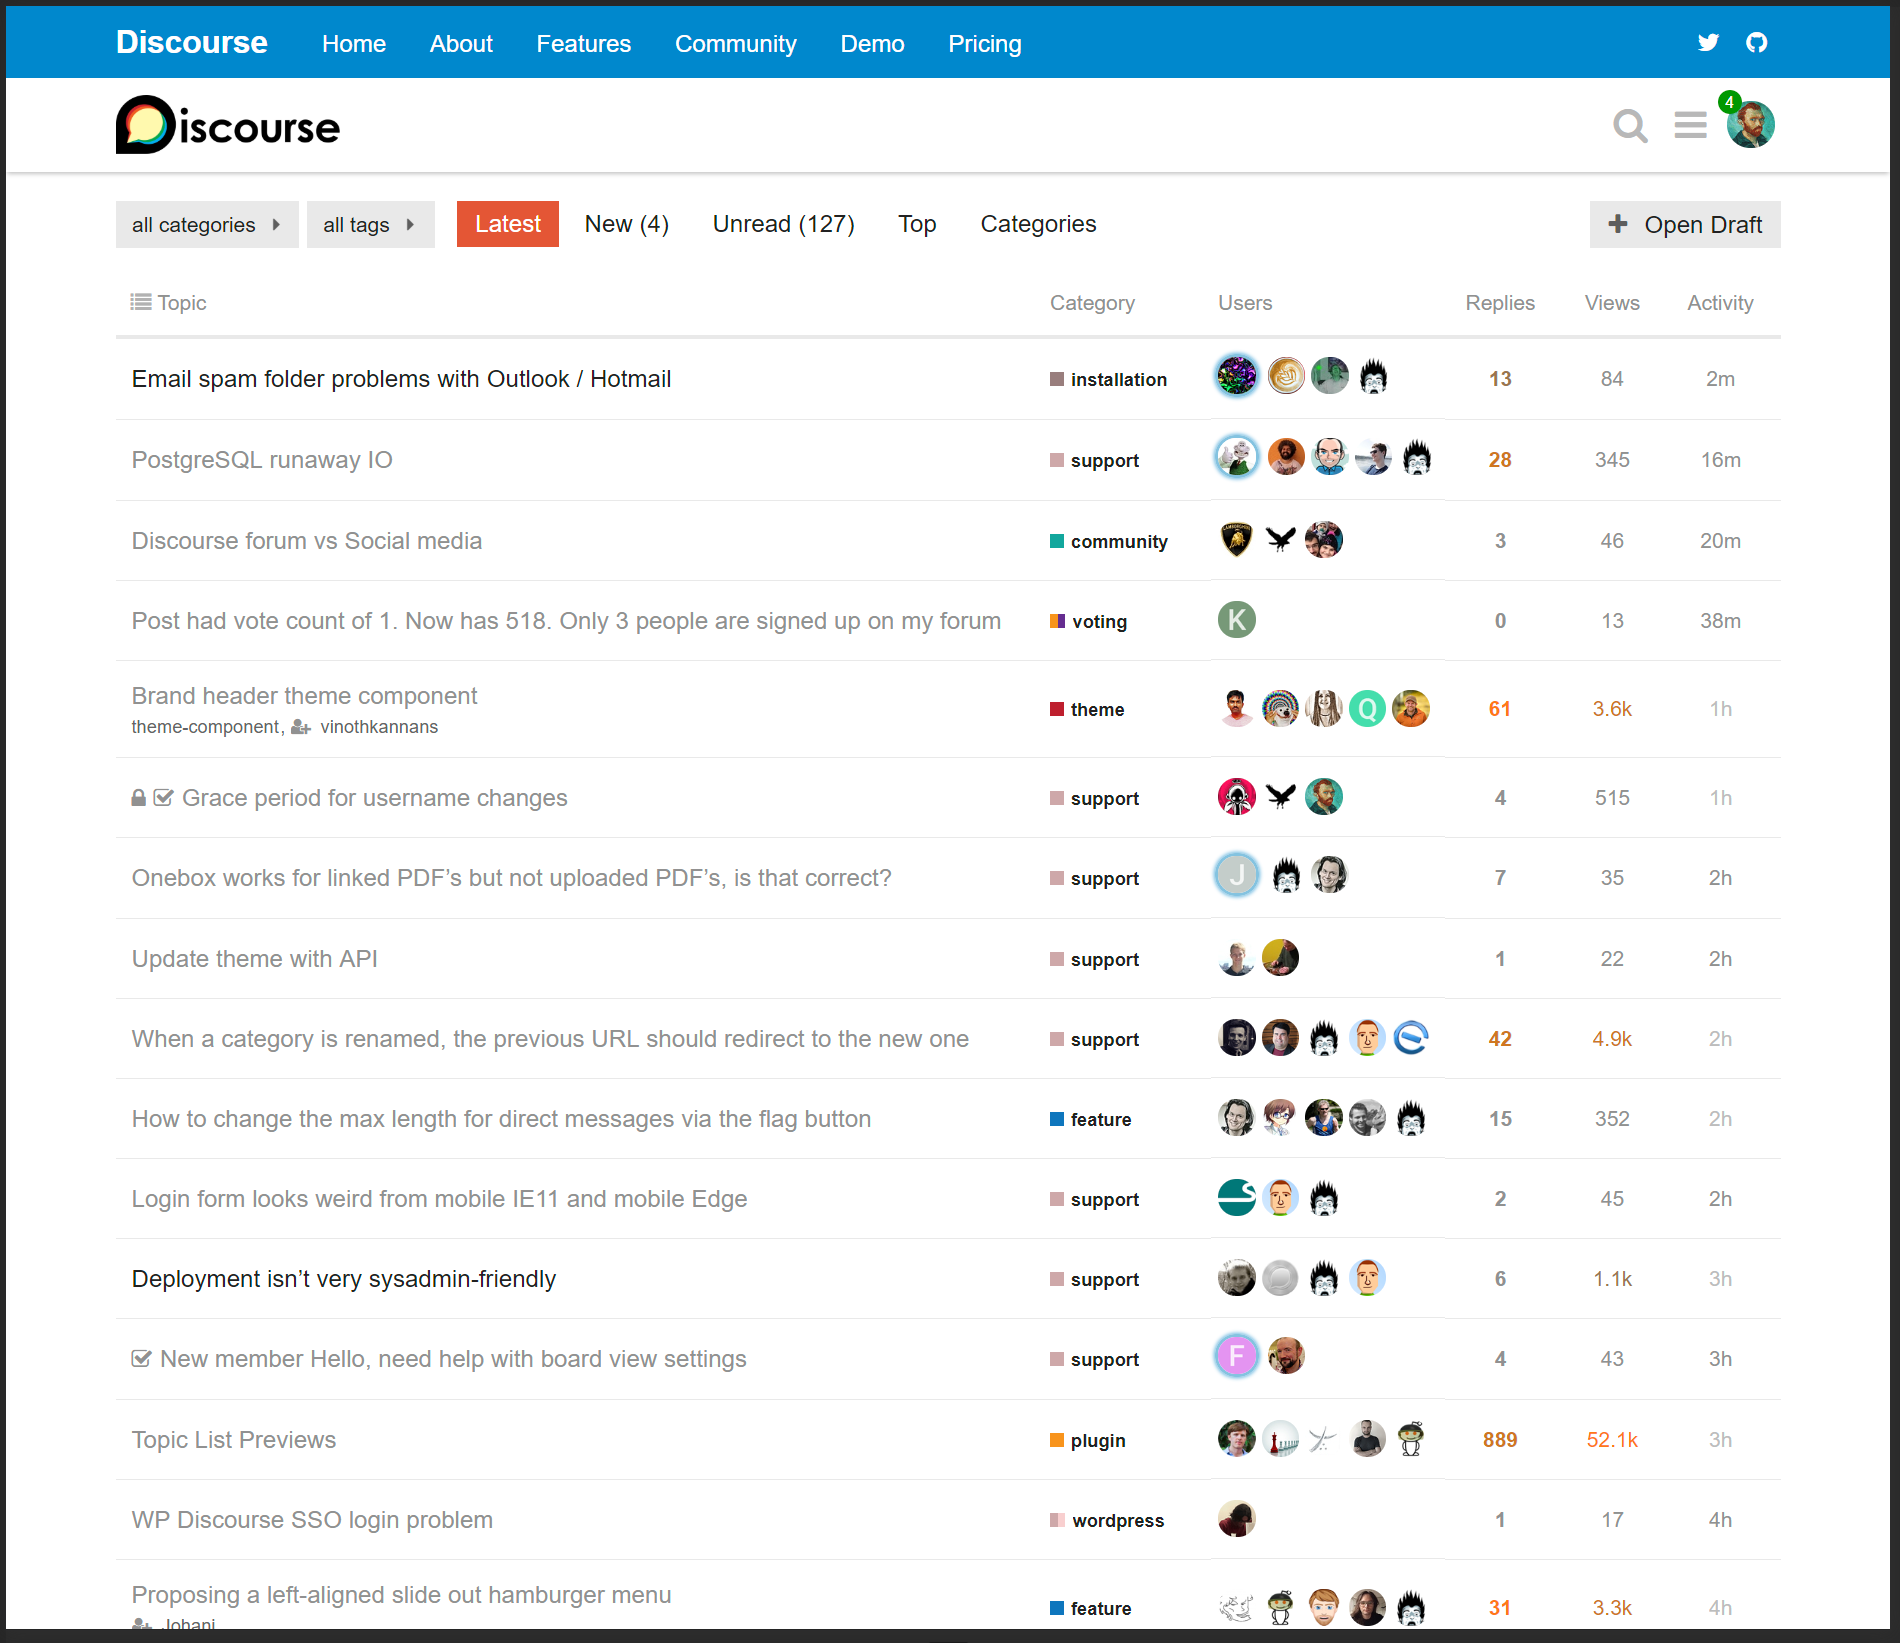 Discourse Home About Features Community Demo Pricing
Discourse 4
all categories all tags Latest New (4) Unread (127) Top Categories Open Draft
Topic Category Users Replies Views Activity
Email spam folder problems with Outlook / Hotmail installation 13 84 2m
PostgreSQL runaway IO support 28 345 16m
Discourse forum vs Social media community 3 46 20m
Post had vote count of 1. Now has 518. Only 3 people are signed up on my forum voting K 0 13 38m
Brand header theme component theme Q 61 3.6k 1h
theme-component, vinothkannans
Grace period for username changes support 4 515 1h
Onebox works for linked PDF’s but not uploaded PDF’s, is that correct? support J 7 35 2h
Update theme with API support 1 22 2h
When a category is renamed, the previous URL should redirect to the new one support 42 4.9k 2h
How to change the max length for direct messages via the flag button feature 15 352 2h
Login form looks weird from mobile IE11 and mobile Edge support 2 45 2h
Deployment isn’t very sysadmin-friendly support 6 1.1k 3h
New member Hello, need help with board view settings support F 4 43 3h
Topic List Previews plugin 889 52.1k 3h
WP Discourse SSO login problem wordpress 1 17 4h
Proposing a left-aligned slide out hamburger menu feature 31 3.3k 4h
Johani